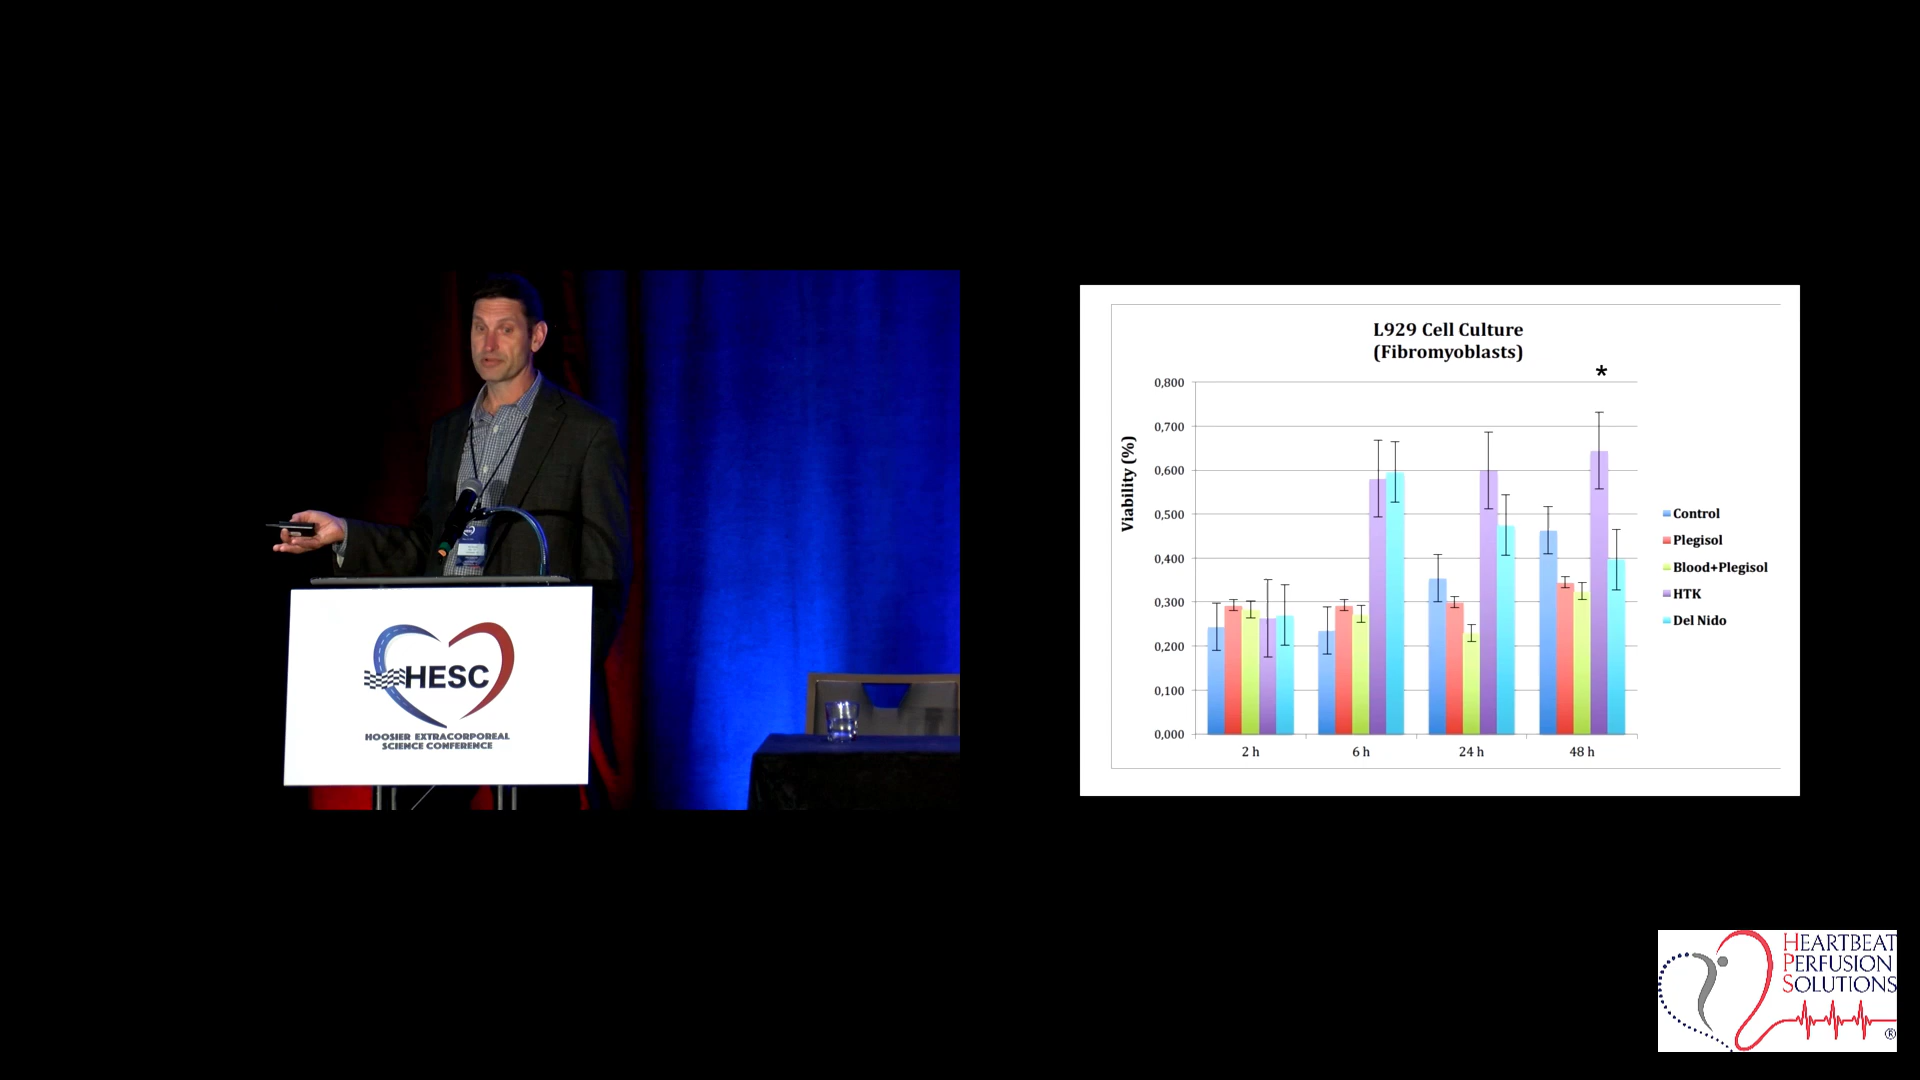 HESC
HOOSIER EXTRACORPOREAL
SCIENCE CONFERENCE
L929 Cell Culture
(Fibromyoblasts)
*
Viability (%)
0,800
0,700
0,600
0,500
0,400
0,300
0,200
0,100
0,000
2 h
6 h
24 h
48 h
Control
Plegisol
Blood+Plegisol
HTK
Del Nido
HEARTBEAT
PERFUSION
SOLUTIONS
®